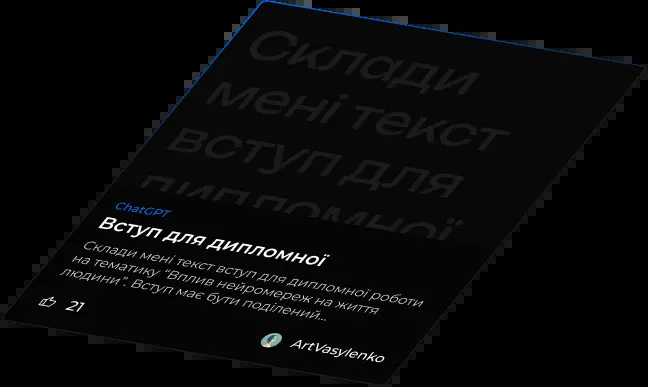 Склади
мені текст
вступ для
дипломної
ChatGPT
Вступ для дипломної
Склади мені текст вступ для дипломної роботи
на тематику “Вплив нейромереж на життя
людини”. Вступ має бути поділений...
21
ArtVasylenko